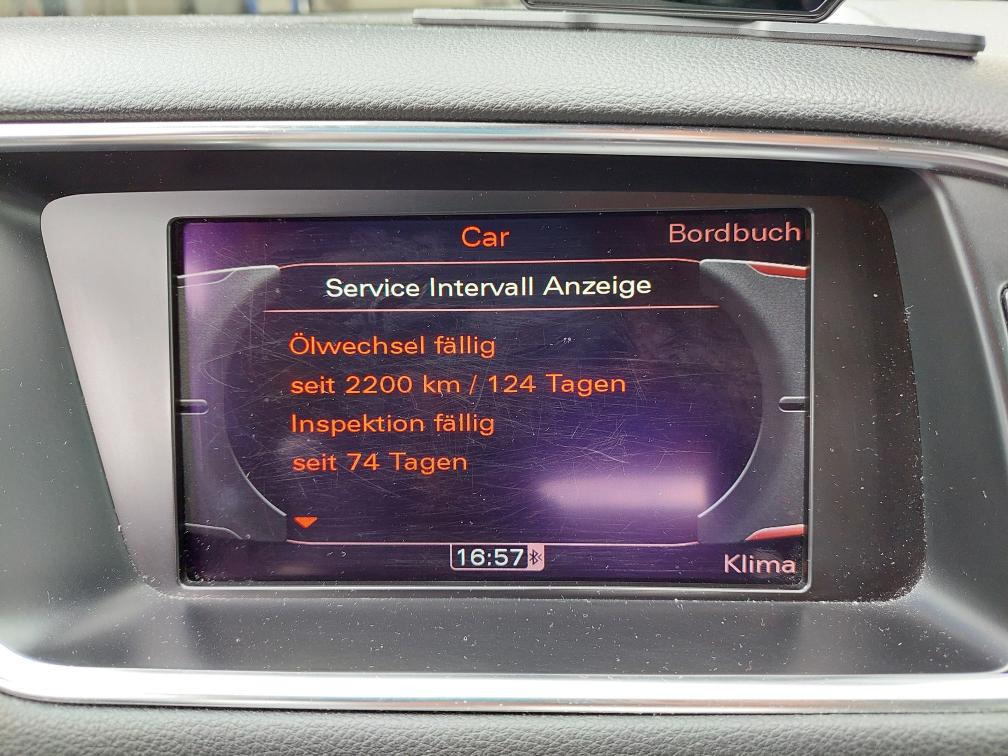 Car
Bordbuch
Service Intervall Anzeige
Ölwechsel fällig
seit 2200 km / 124 Tagen
Inspektion fällig
seit 74 Tagen
16:57
Klima